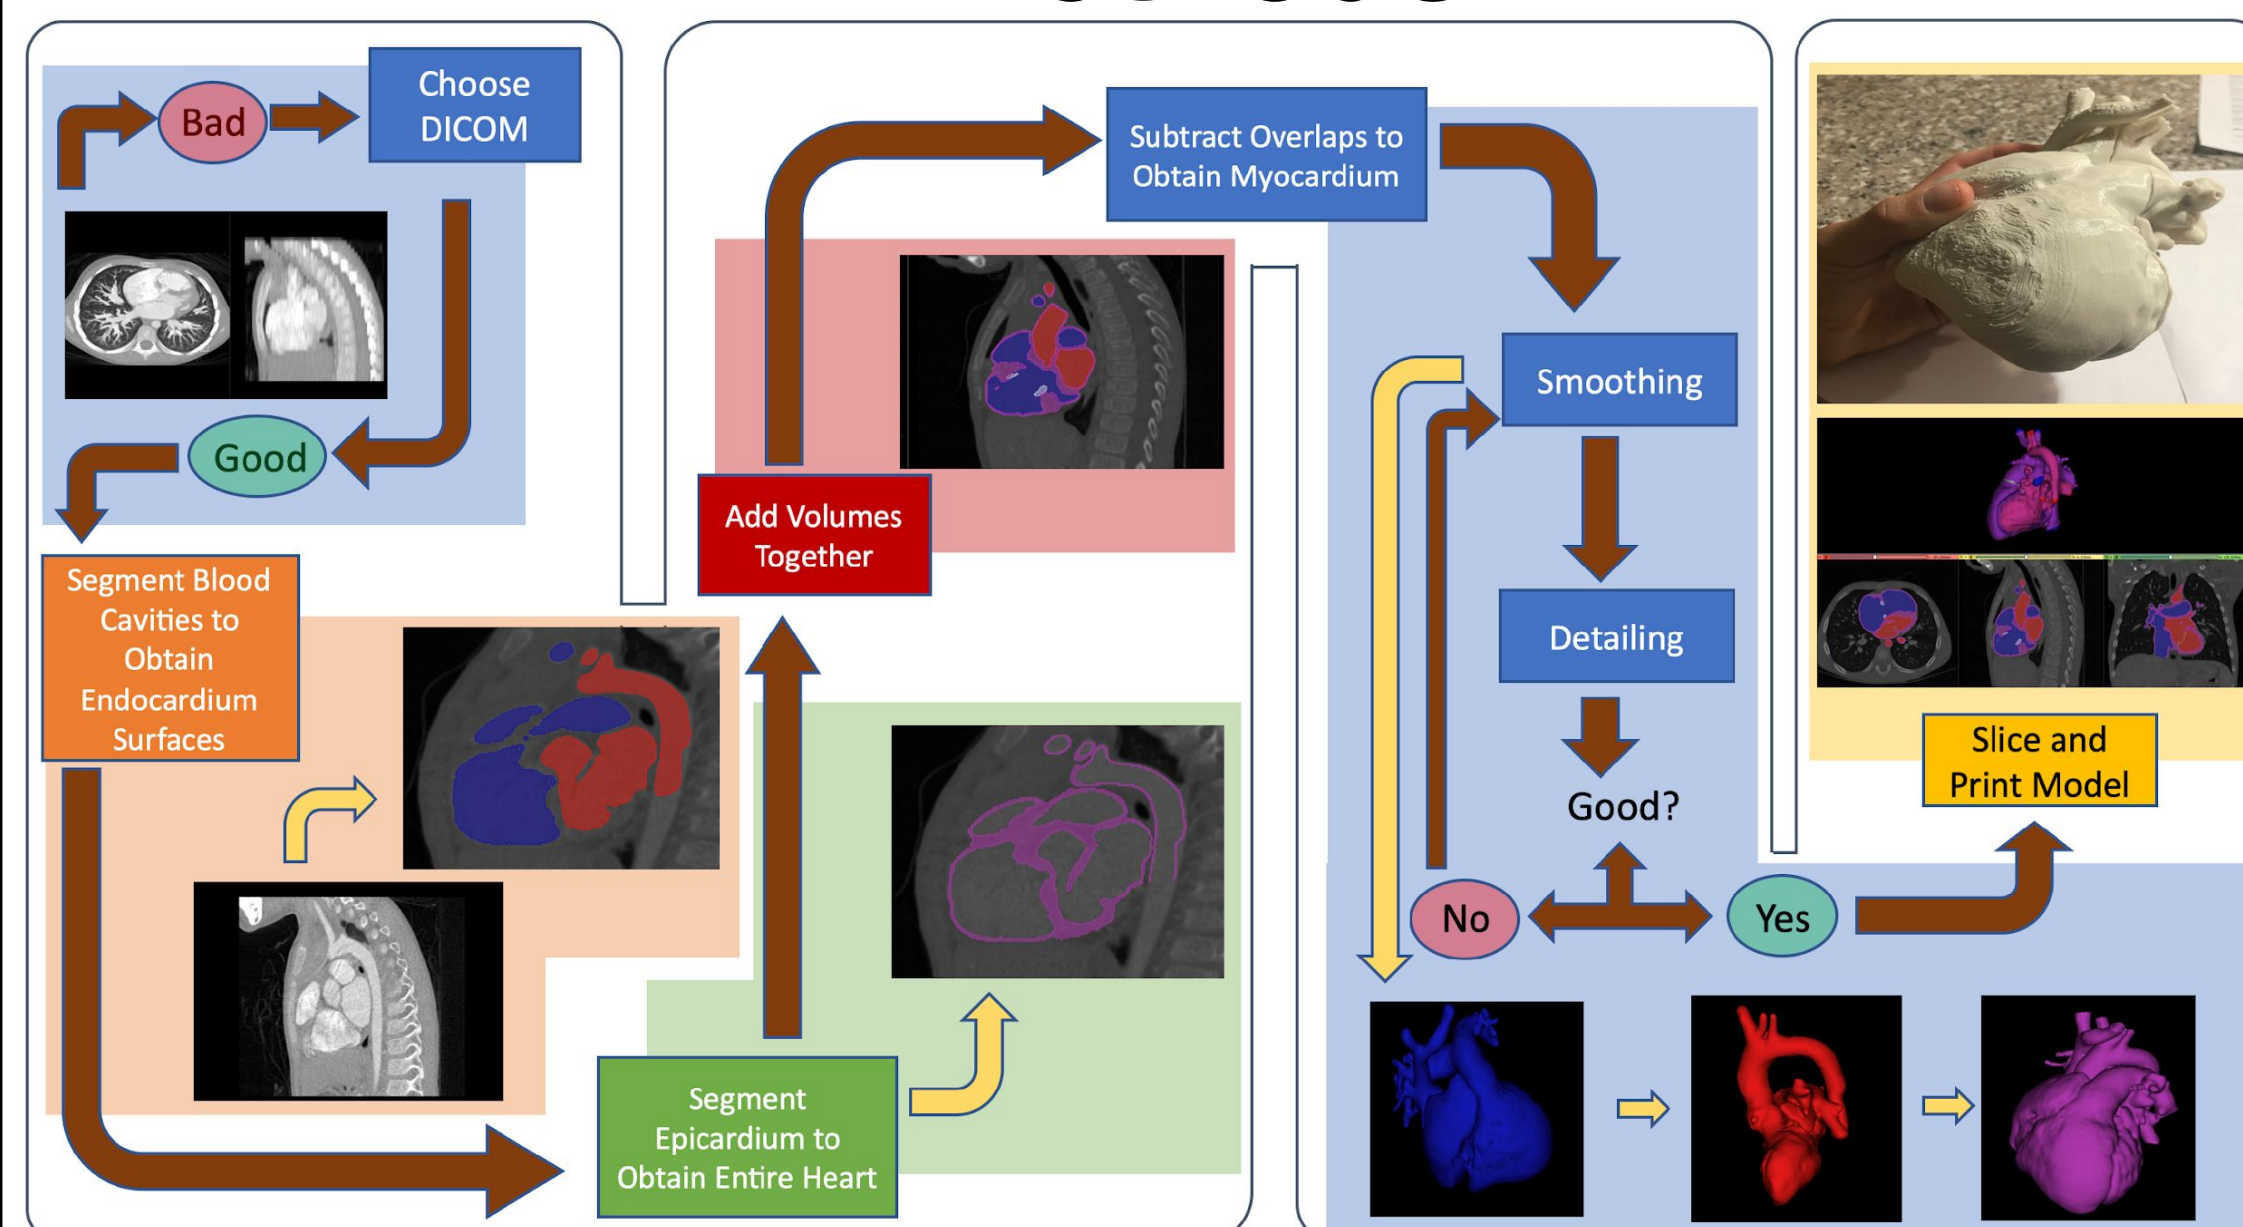 Bad
Choose
DICOM
Good
Segment Blood
Cavities to
Obtain
Endocardium
Surfaces
Segment
Epicardium to
Obtain Entire Heart
Add Volumes
Together
Subtract Overlaps to
Obtain Myocardium
Smoothing
Detailing
Good?
No
Yes
Slice and
Print Model